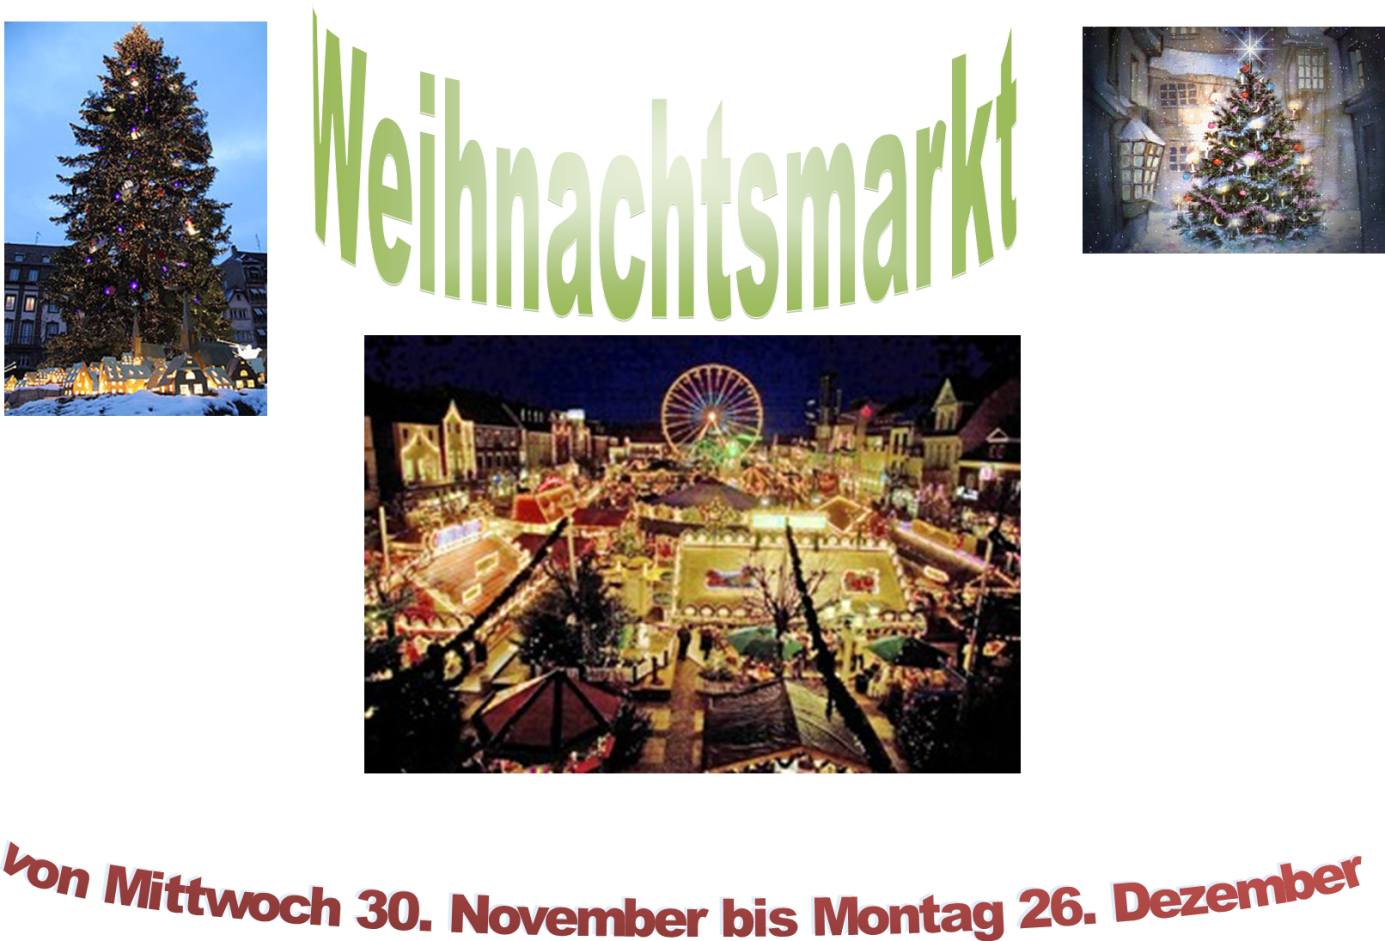 Weihnachtsmarkt
von Mittwoch 30. November bis Montag 26. Dezember